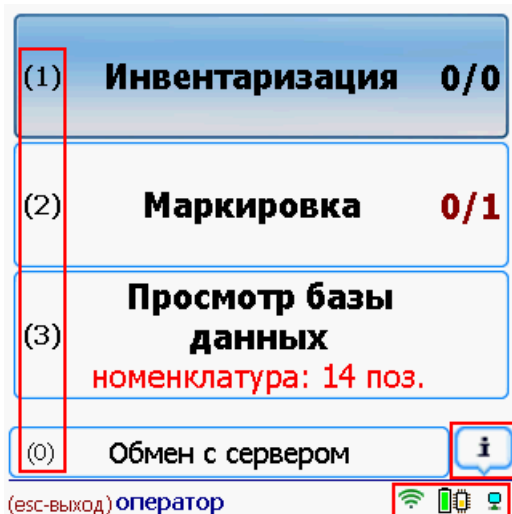 (1) Инвентаризация 0/0
(2) Маркировка 0/1
Просмотр базы
(3) данных
номенклатура: 14 поз.
(0) Обмен с сервером i
(esc-выход) оператор